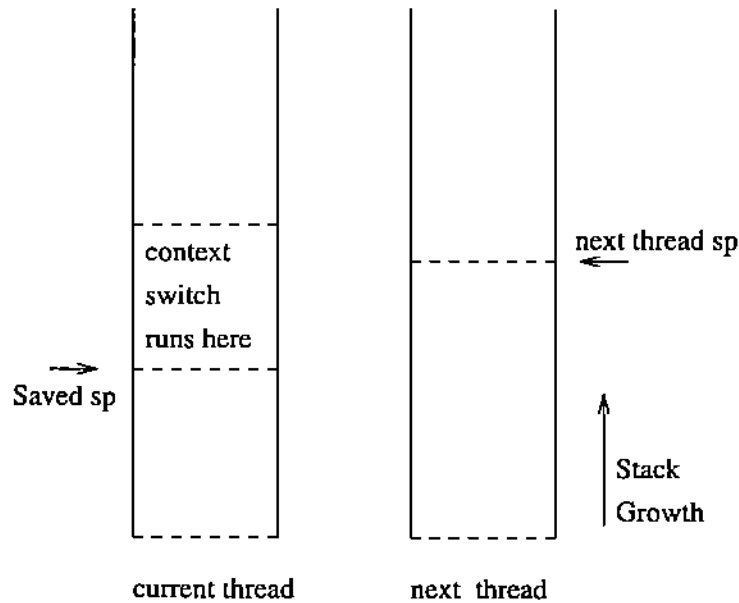 context
switch
runs here
Saved sp
next thread sp
Stack
Growth
current thread
next thread